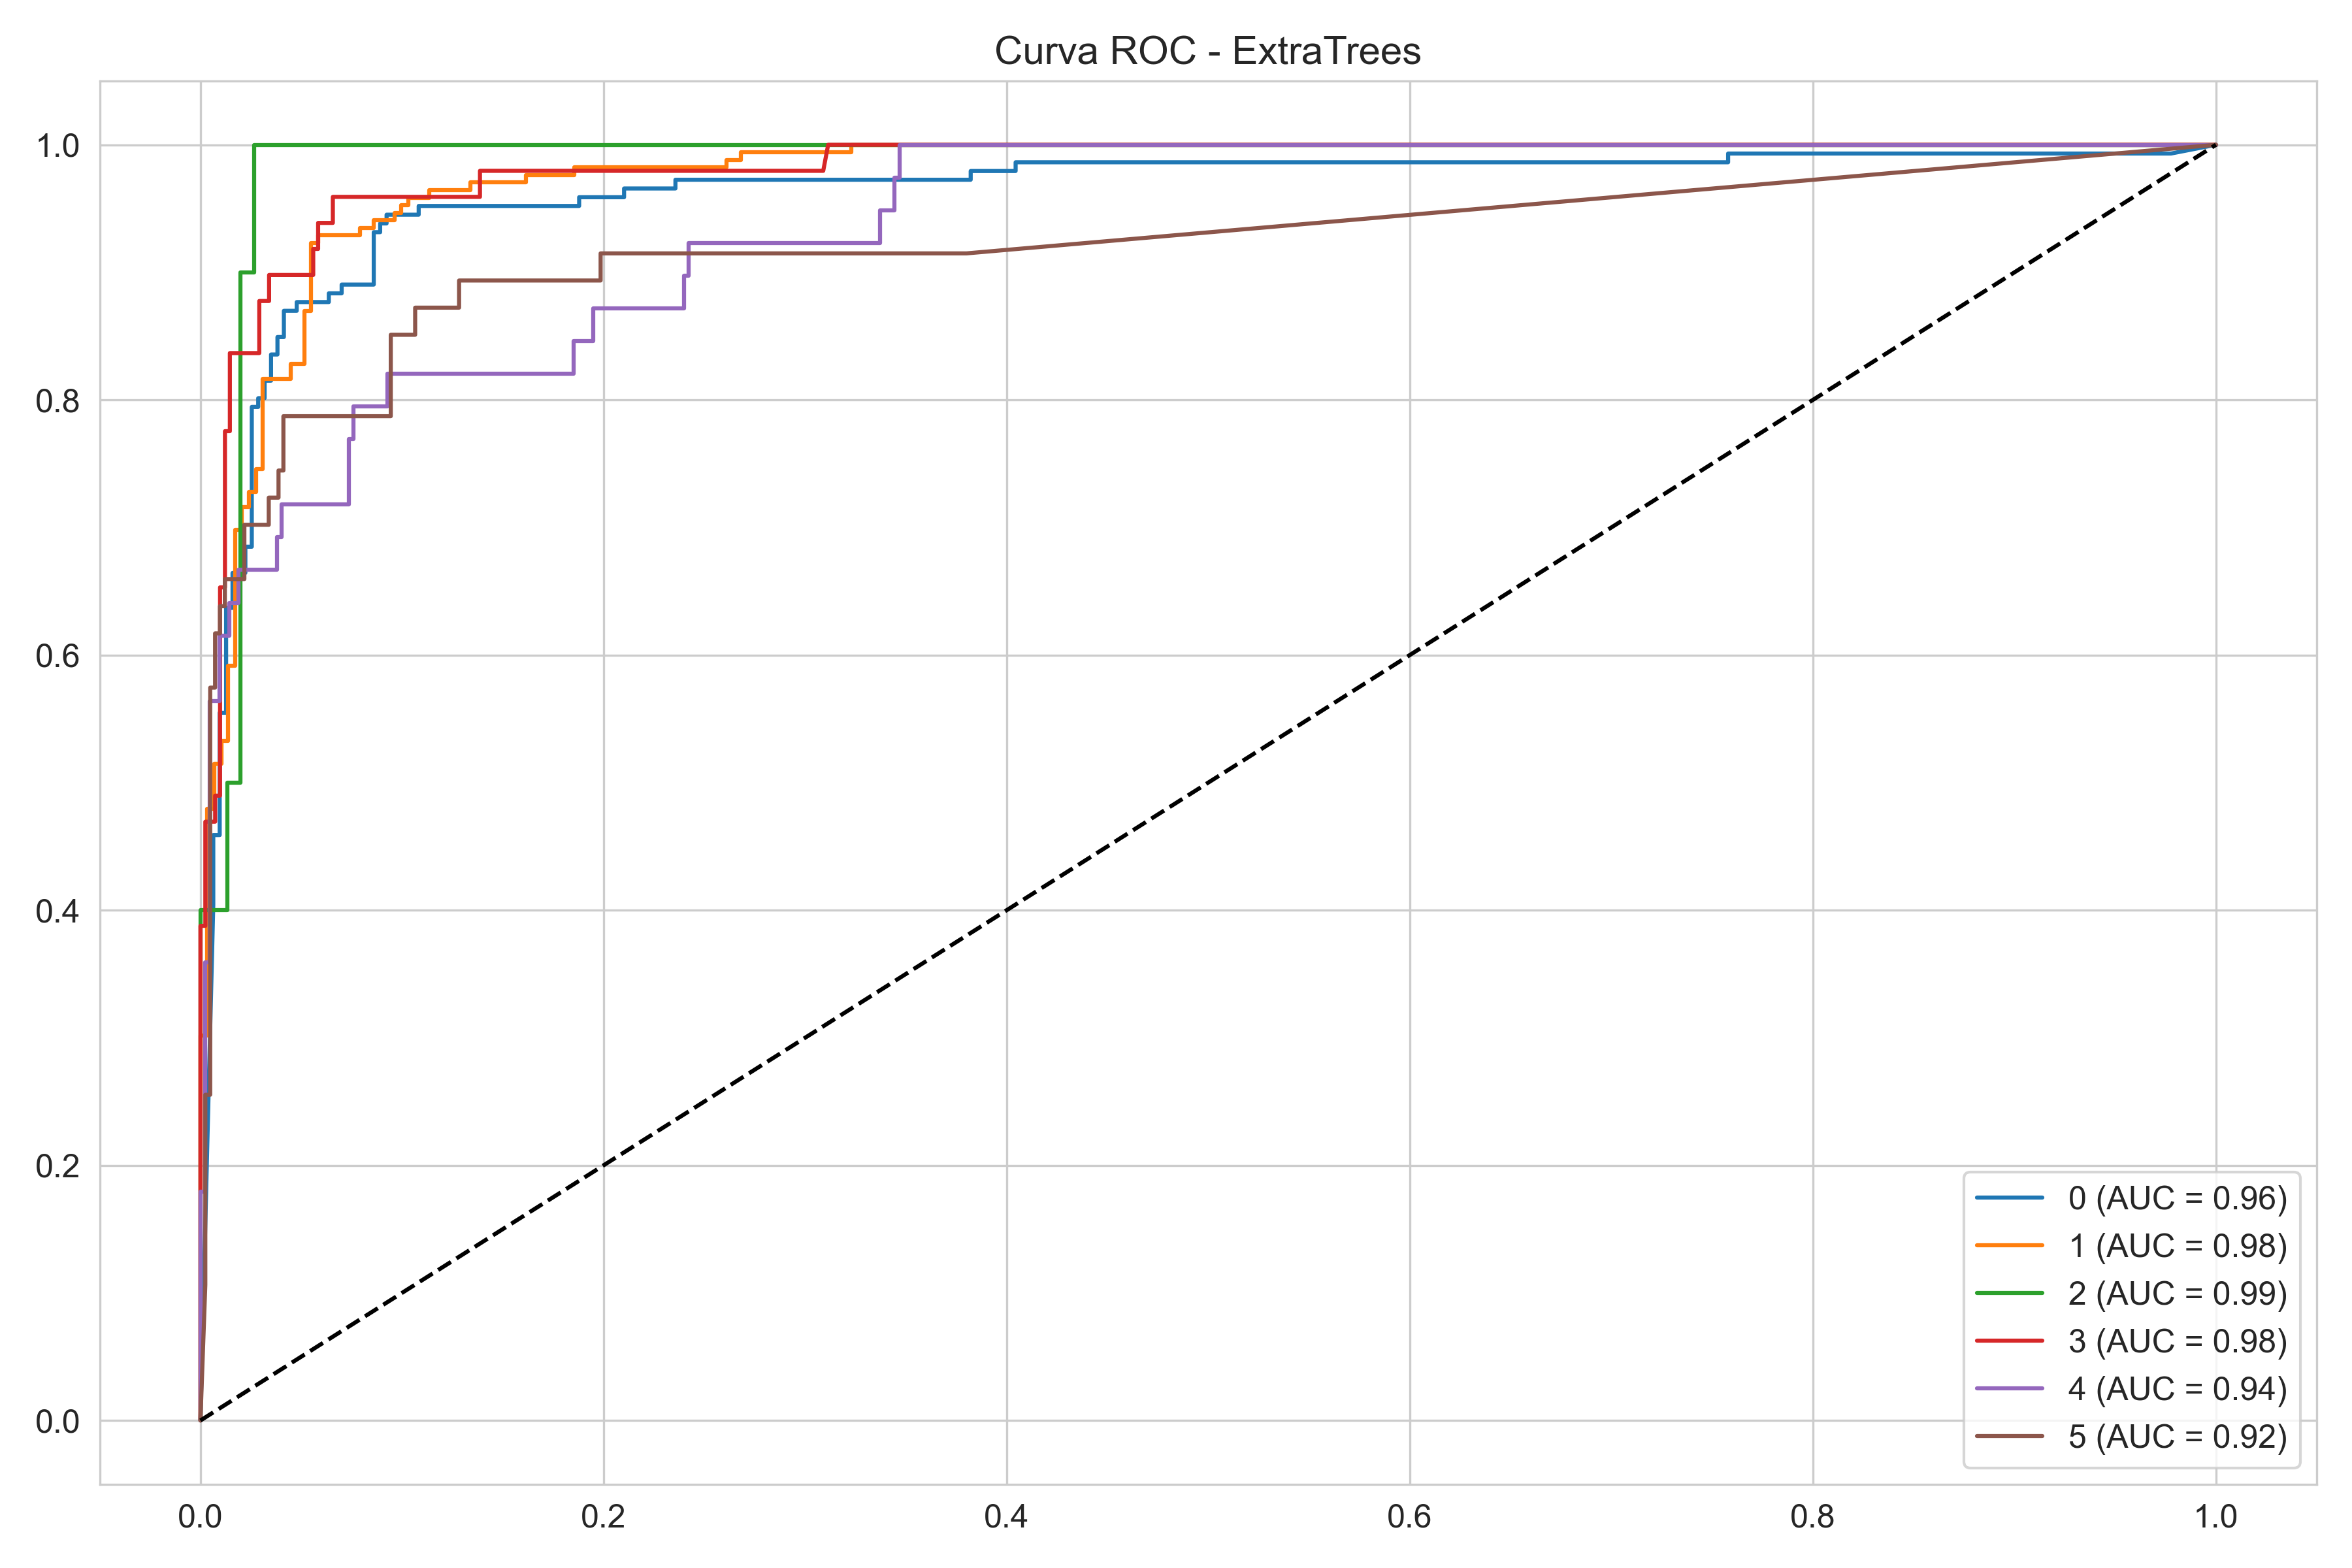 Curva ROC - ExtraTrees
1.0
0.8
0.6
0.4
0.2
0.0
0 (AUC = 0.96)
1 (AUC = 0.98)
2 (AUC = 0.99)
3 (AUC = 0.98)
4 (AUC = 0.94)
5 (AUC = 0.92)
0.0 0.2 0.4 0.6 0.8 1.0